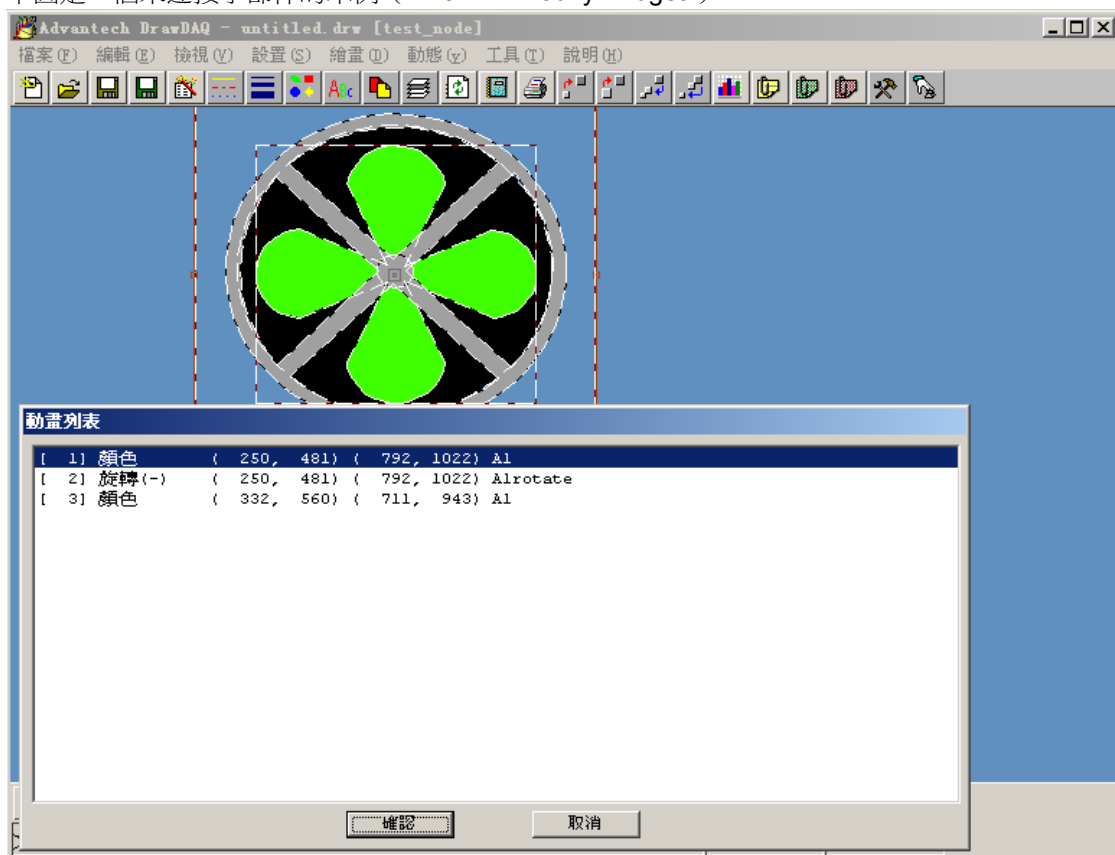 Advantech DrawDAQ - untitled.drw [test_node]
檔案(F) 編輯(E) 檢視(V) 設置(S) 繪畫(D) 動態(v) 工具(T) 說明(H)
ABc
動畫列表
[ 1] 顏色 ( 250, 481) ( 792, 1022) A1
[ 2] 旋轉(-) ( 250, 481) ( 792, 1022) A1rotate
[ 3] 顏色 ( 332, 560) ( 711, 943) A1
確認 取消